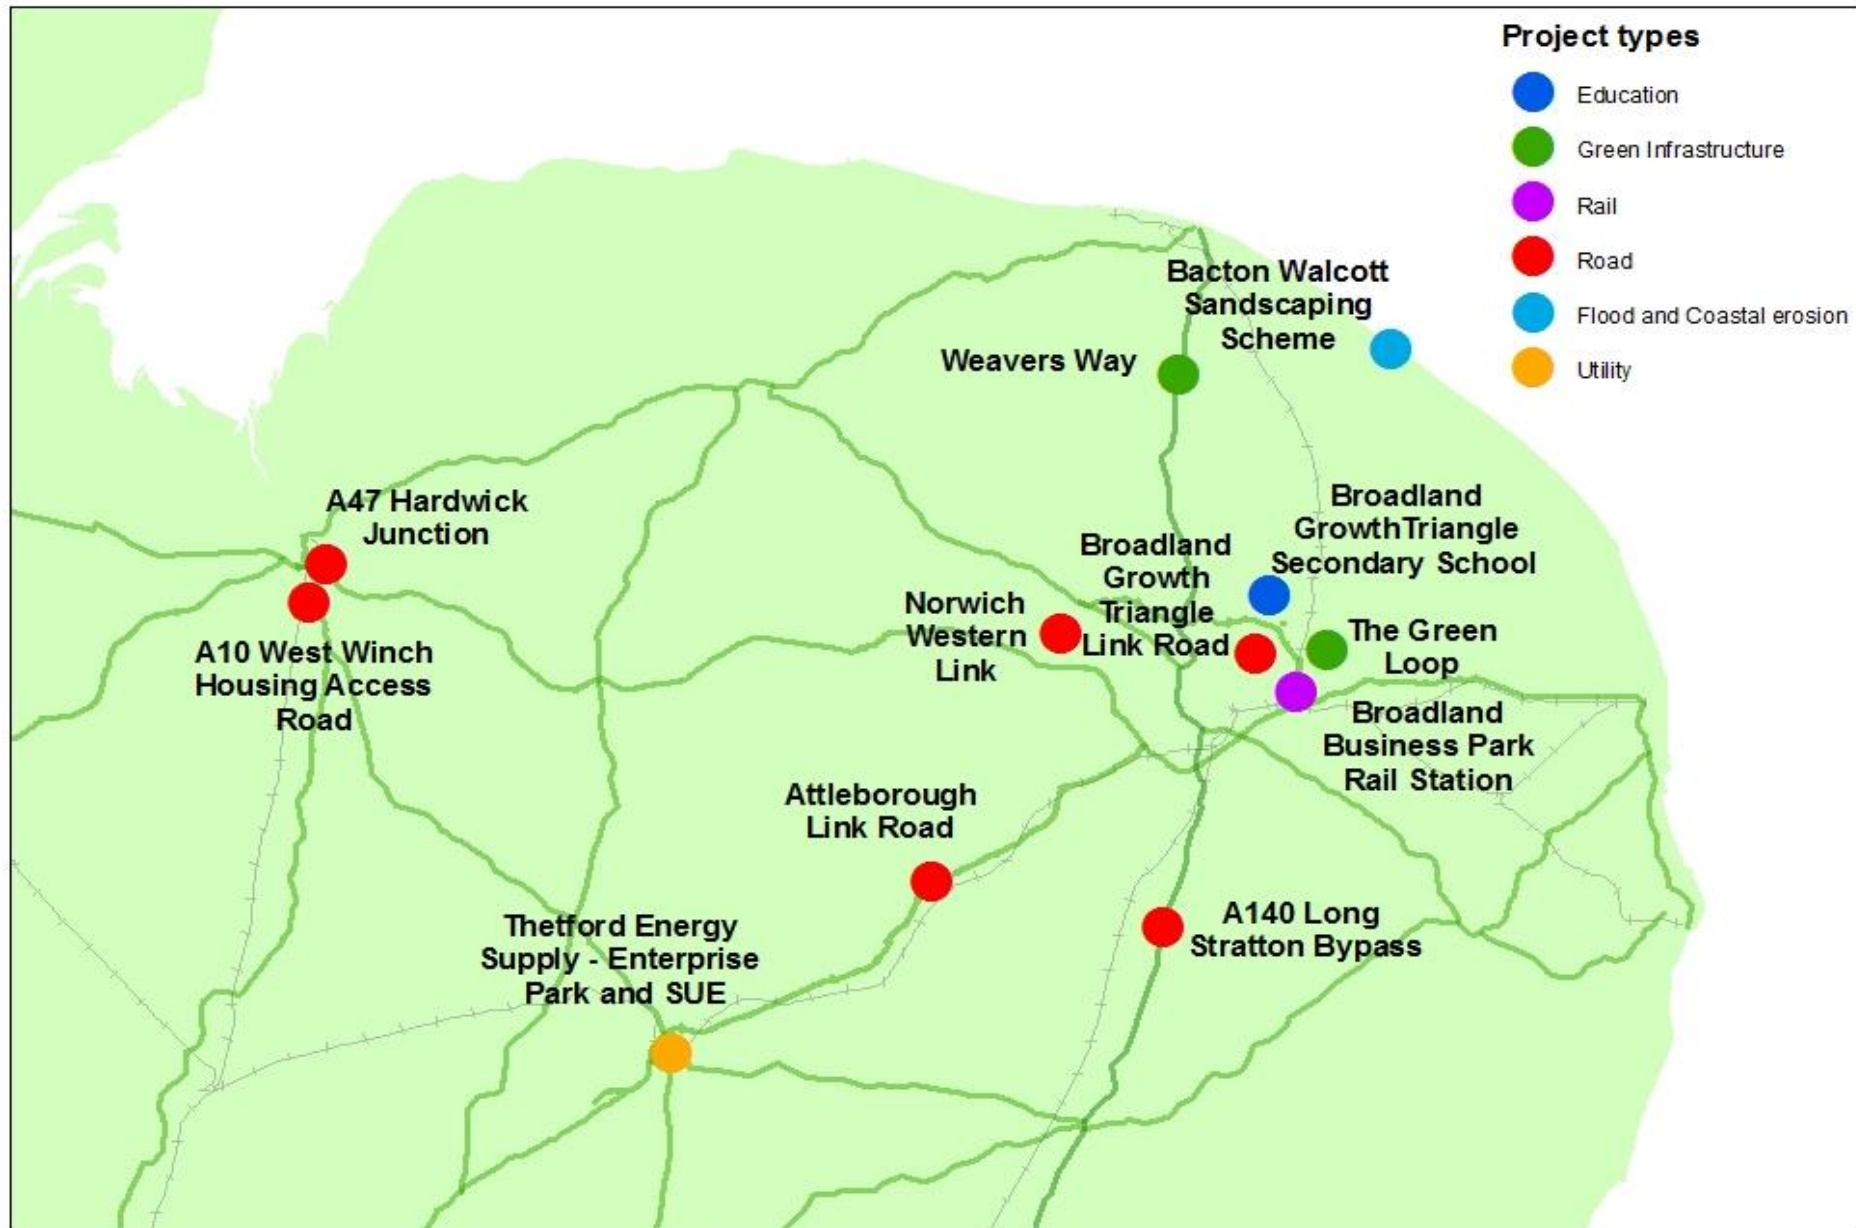 Project types
Education
Green Infrastructure
Rail
Road
Flood and Coastal erosion
Utility
Bacton Walcott
Sandscaping
Scheme
Weavers Way
A47 Hardwick
Junction
Broadland
GrowthTriangle
Secondary School
Broadland
Growth
Triangle
Link Road
Norwich
Western
Link
The Green
Loop
A10 West Winch
Housing Access
Road
Broadland
Business Park
Rail Station
Attleborough
Link Road
A140 Long
Stratton Bypass
Thetford Energy
Supply - Enterprise
Park and SUE